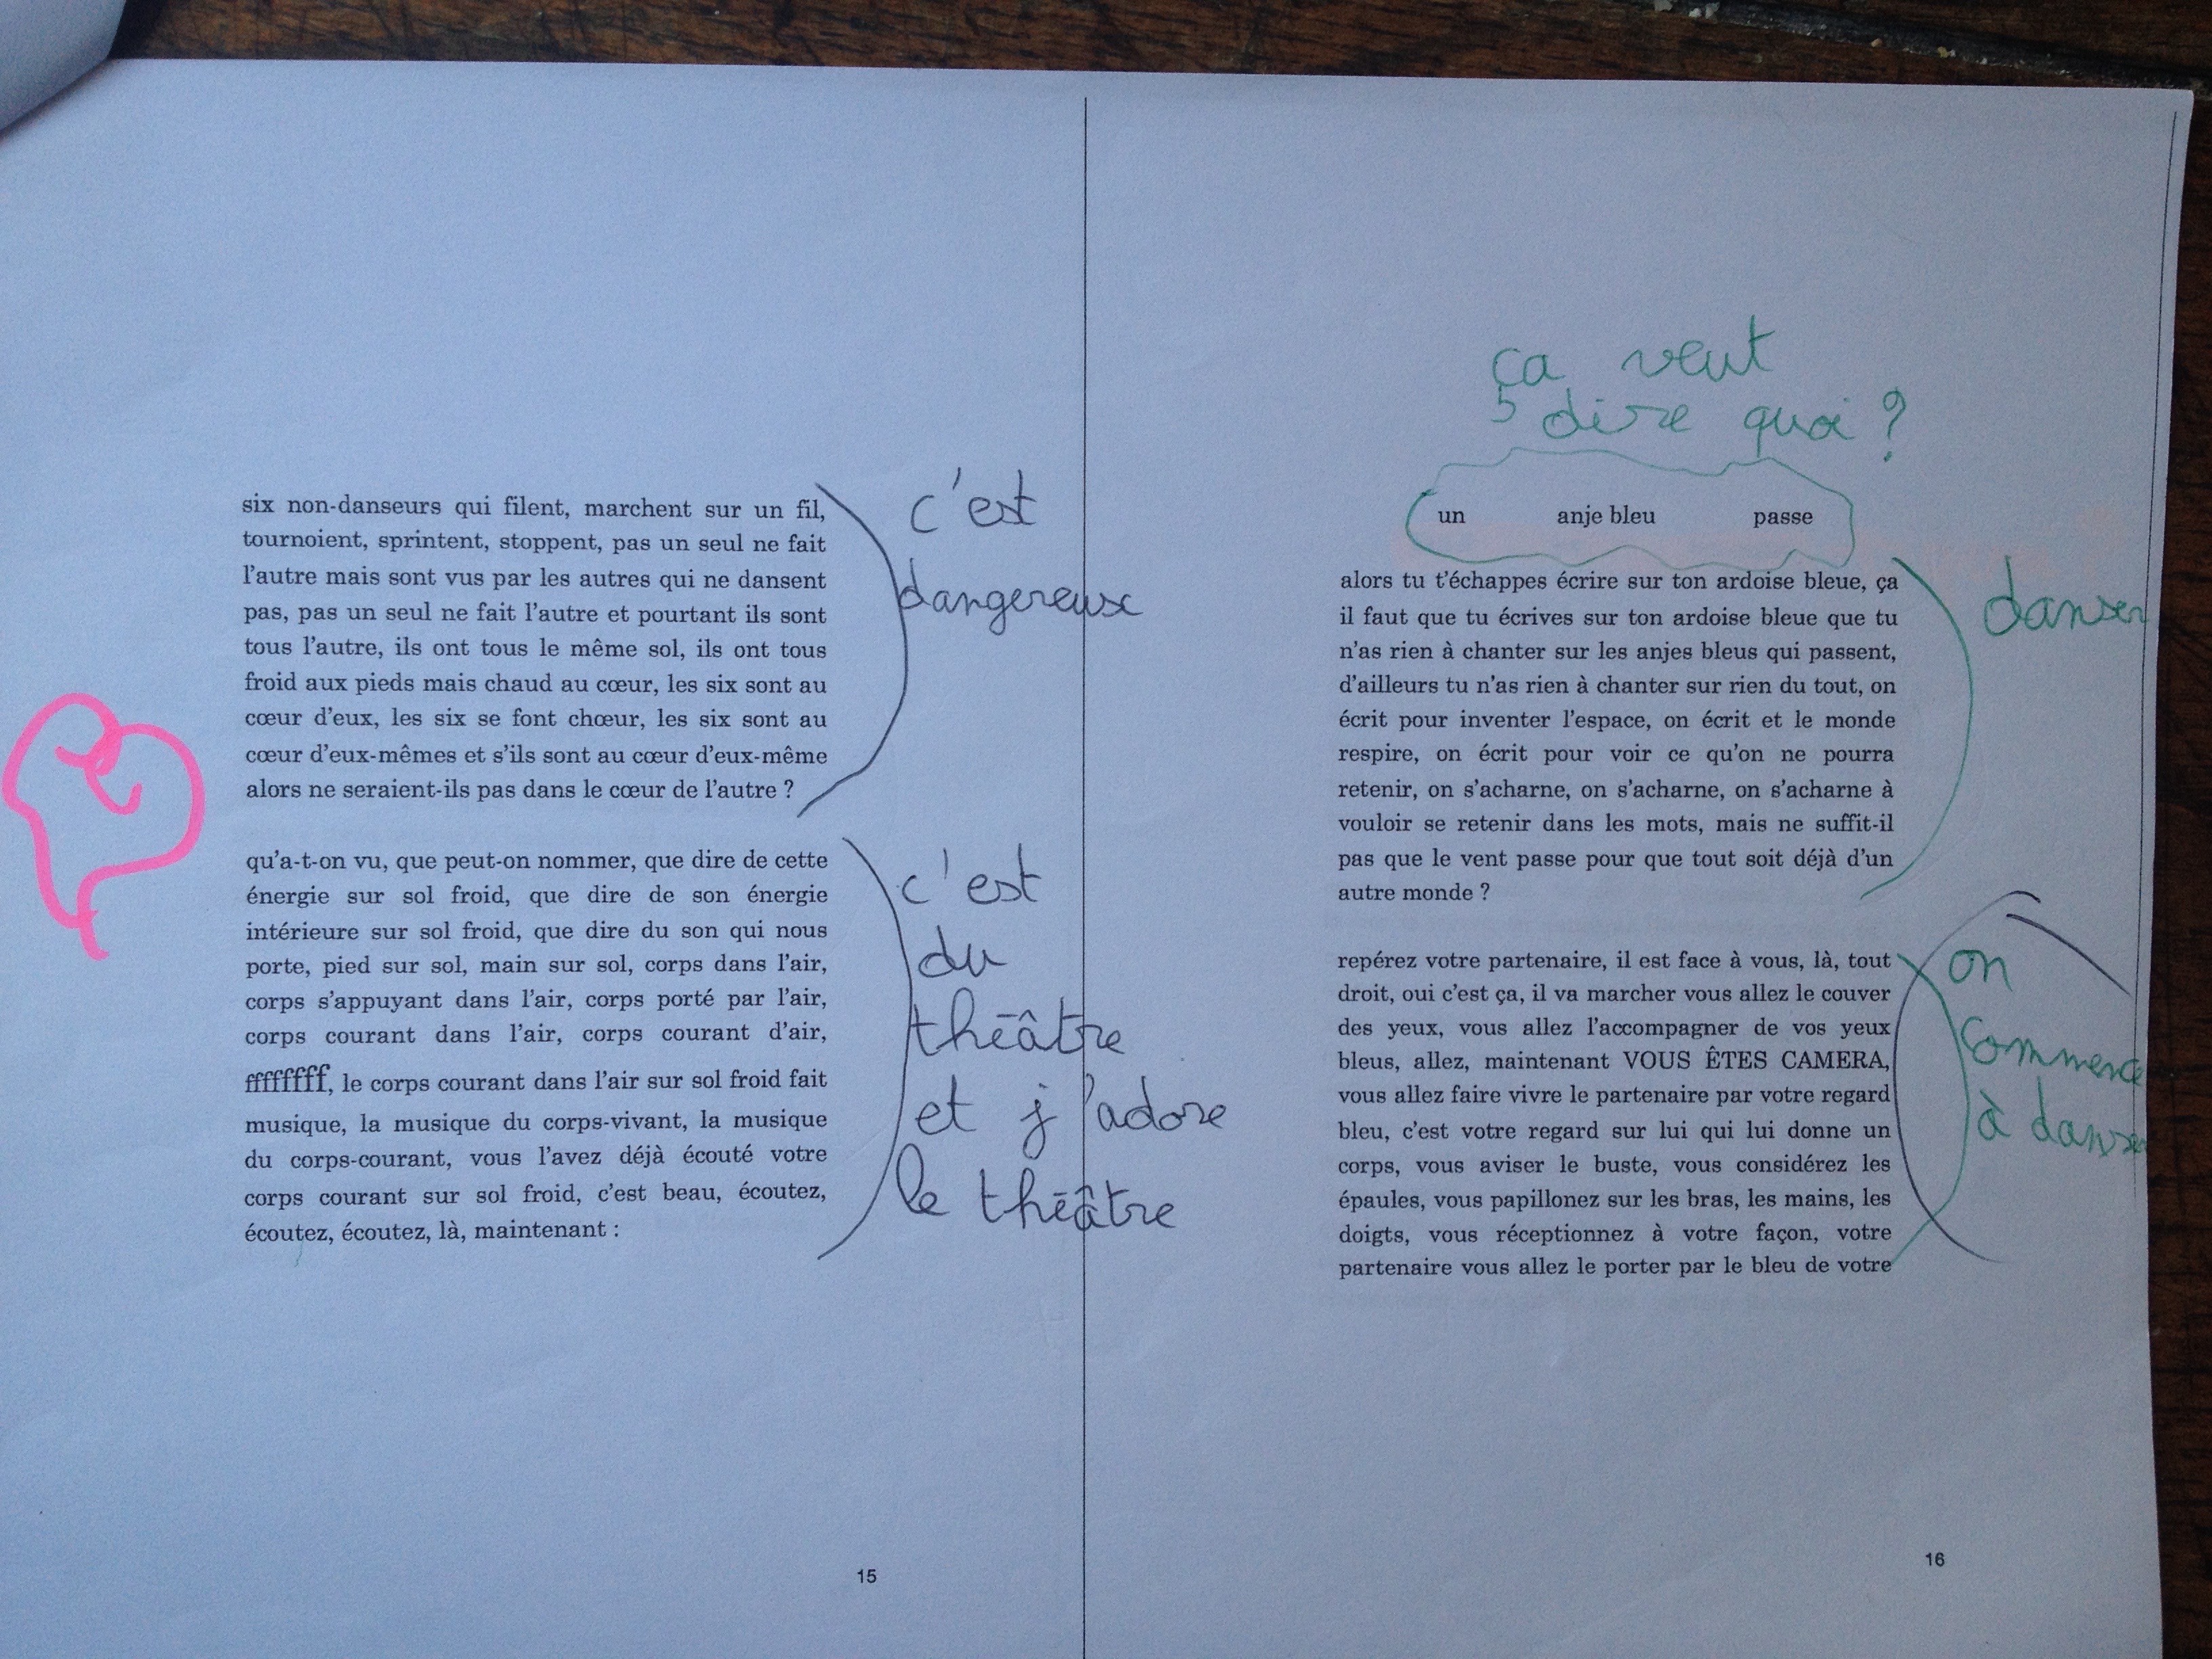 six non-danseurs qui filent, marchent sur un fil,
tournoient, sprintent, stoppent, pas un seul ne fait
l'autre mais sont vus par les autres qui ne dansent
pas, pas un seul ne fait l'autre et pourtant ils sont
tous l'autre, ils ont tous le même sol, ils ont tous
froid aux pieds mais chaud au cœur, les six sont au
cœur d'eux, les six se font chœur, les six sont au
cœur d'eux-mêmes et s'ils sont au cœur d'eux-même
alors ne seraient-ils pas dans le cœur de l'autre ?
c'est
dangereux
qu'a-t-on vu, que peut-on nommer, que dire de cette
énergie sur sol froid, que dire de son énergie
intérieure sur sol froid, que dire du son qui nous
porte, pied sur sol, main sur sol, corps dans l'air,
corps s'appuyant dans l'air, corps porté par l'air,
corps courant dans l'air, corps courant d'air,
ffffffff, le corps courant dans l'air sur sol froid fait
musique, la musique du corps-vivant, la musique
du corps-courant, vous l'avez déjà écouté votre
corps courant sur sol froid, c'est beau, écoutez,
écoutez, écoutez, là, maintenant :
c'est
du
théâtre
et j'adore
le théâtre
15
ça veut
dire quoi ?
un anje bleu passe
alors tu t'échappes écrire sur ton ardoise bleue, ça
il faut que tu écrives sur ton ardoise bleue que tu
n'as rien à chanter sur les anjes bleus qui passent,
d'ailleurs tu n'as rien à chanter sur rien du tout, on
écrit pour inventer l'espace, on écrit et le monde
respire, on écrit pour voir ce qu'on ne pourra
retenir, on s'acharne, on s'acharne, on s'acharne à
vouloir se retenir dans les mots, mais ne suffit-il
pas que le vent passe pour que tout soit déjà d'un
autre monde ?
danser
repérez votre partenaire, il est face à vous, là, tout
droit, oui c'est ça, il va marcher vous allez le couver
des yeux, vous allez l'accompagner de vos yeux
bleus, allez, maintenant VOUS ÊTES CAMERA,
vous allez faire vivre le partenaire par votre regard
bleu, c'est votre regard sur lui qui lui donne un
corps, vous aviser le buste, vous considérez les
épaules, vous papillonez sur les bras, les mains, les
doigts, vous réceptionnez à votre façon, votre
partenaire vous allez le porter par le bleu de votre
on
commence
à danser
16